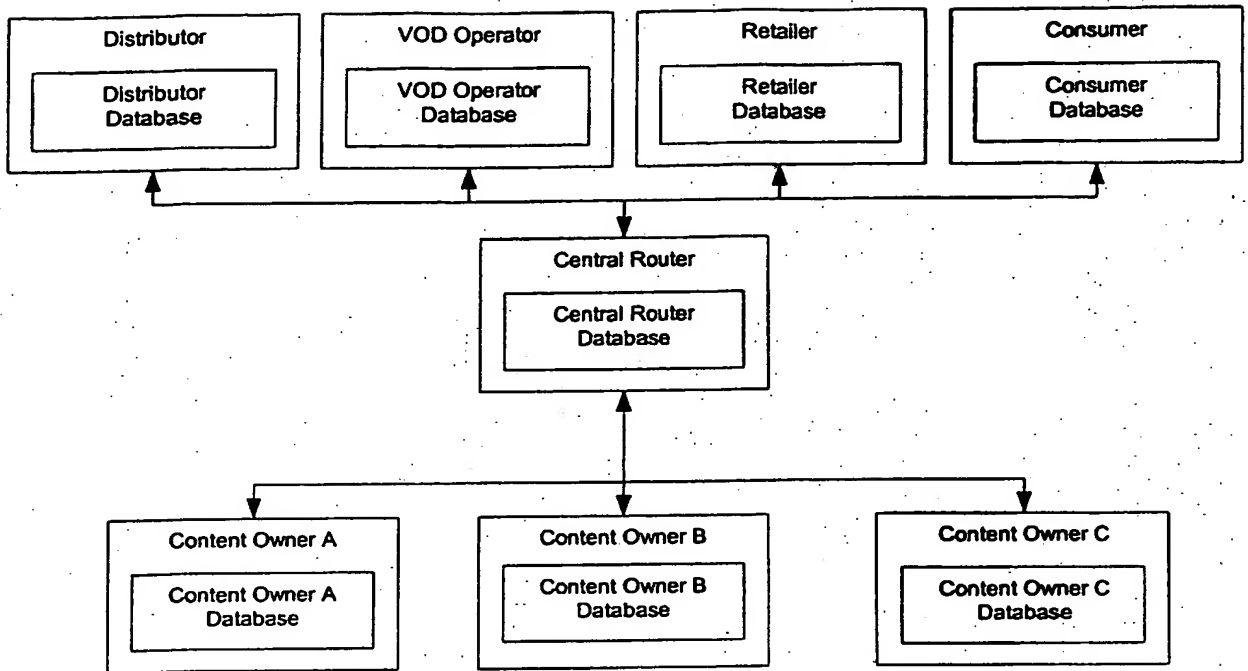 Distributor
Distributor
Database
VOD Operator
VOD Operator
Database
Retailer
Retailer
Database
Consumer
Consumer
Database
Central Router
Central Router
Database
Content Owner A
Content Owner A
Database
Content Owner B
Content Owner B
Database
Content Owner C
Content Owner C
Database